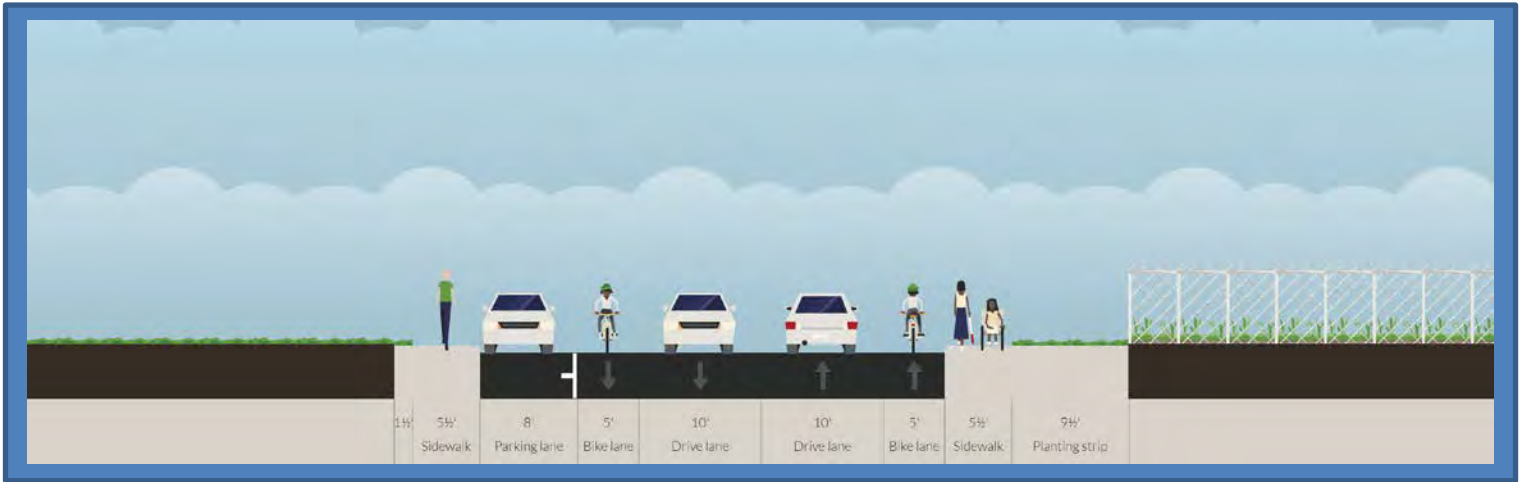 1½' 5½' 8' 5' 10' 10' 5' 5½' 9½'
Sidewalk Parking lane Bike lane Drive lane Drive lane Bike lane Sidewalk Planting strip